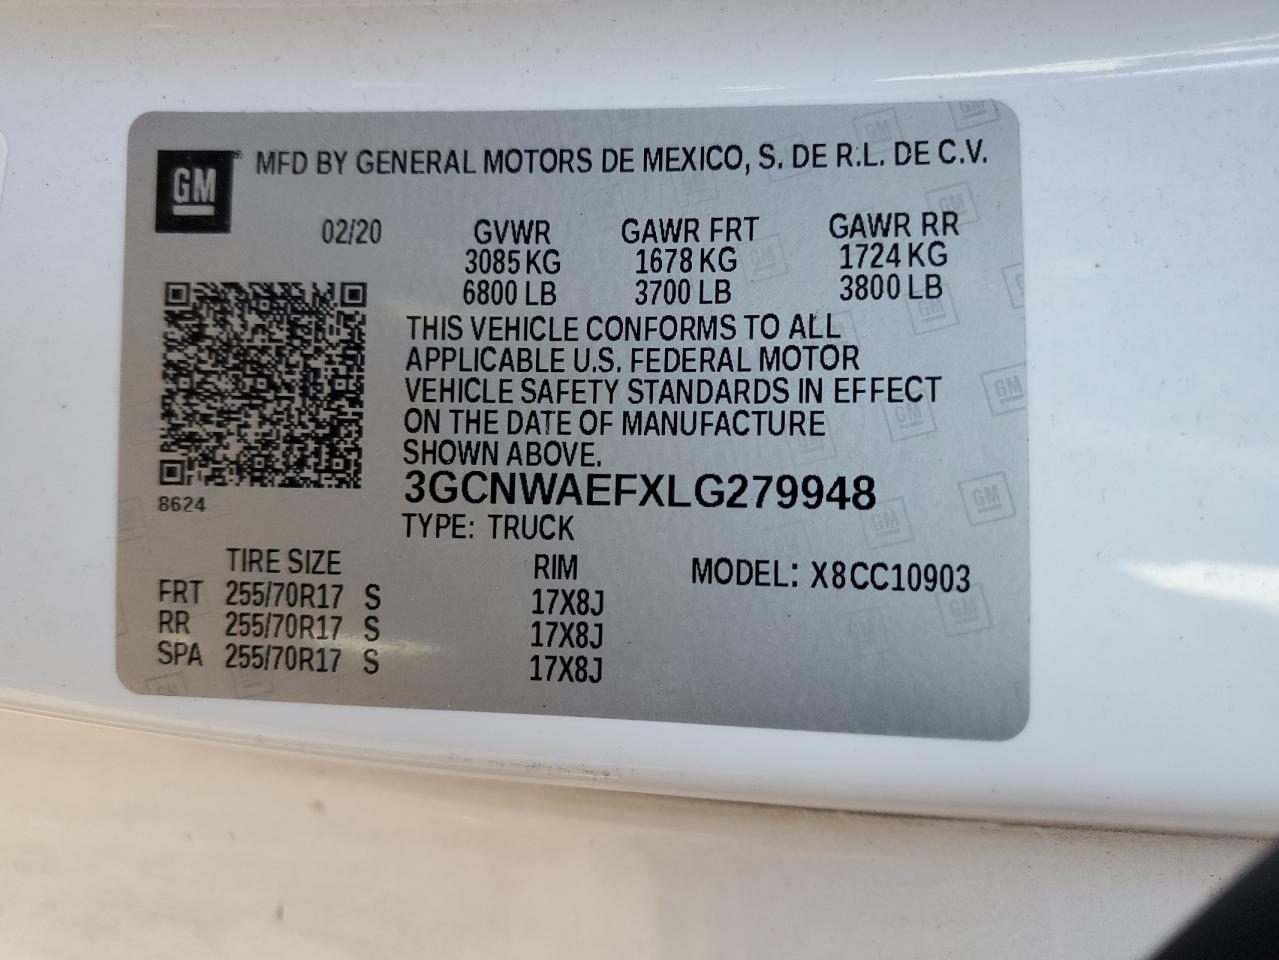 GM MFD BY GENERAL MOTORS DE MEXICO, S. DE R.L. DE C.V.
02/20 GVWR GAWR FRT GAWR RR
3085 KG 1678 KG 1724 KG
6800 LB 3700 LB 3800 LB
THIS VEHICLE CONFORMS TO ALL
APPLICABLE U.S. FEDERAL MOTOR
VEHICLE SAFETY STANDARDS IN EFFECT
ON THE DATE OF MANUFACTURE
SHOWN ABOVE.
3GCNWAEFXLG279948
8624
TYPE: TRUCK
TIRE SIZE RIM MODEL: X8CC10903
FRT 255/70R17 S 17X8J
RR 255/70R17 S 17X8J
SPA 255/70R17 S 17X8J